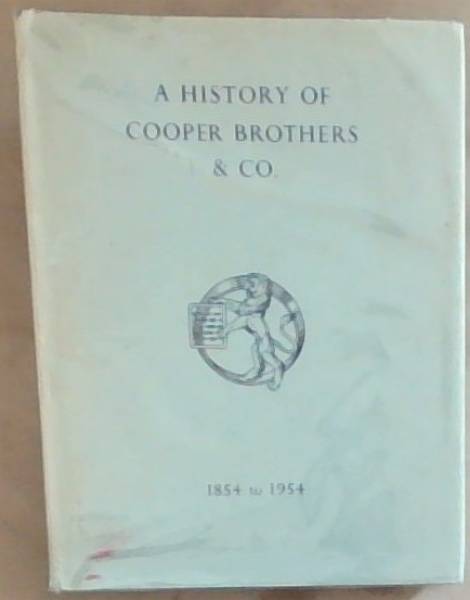 A HISTORY OF
COOPER BROTHERS
& CO.
1854 to 1954